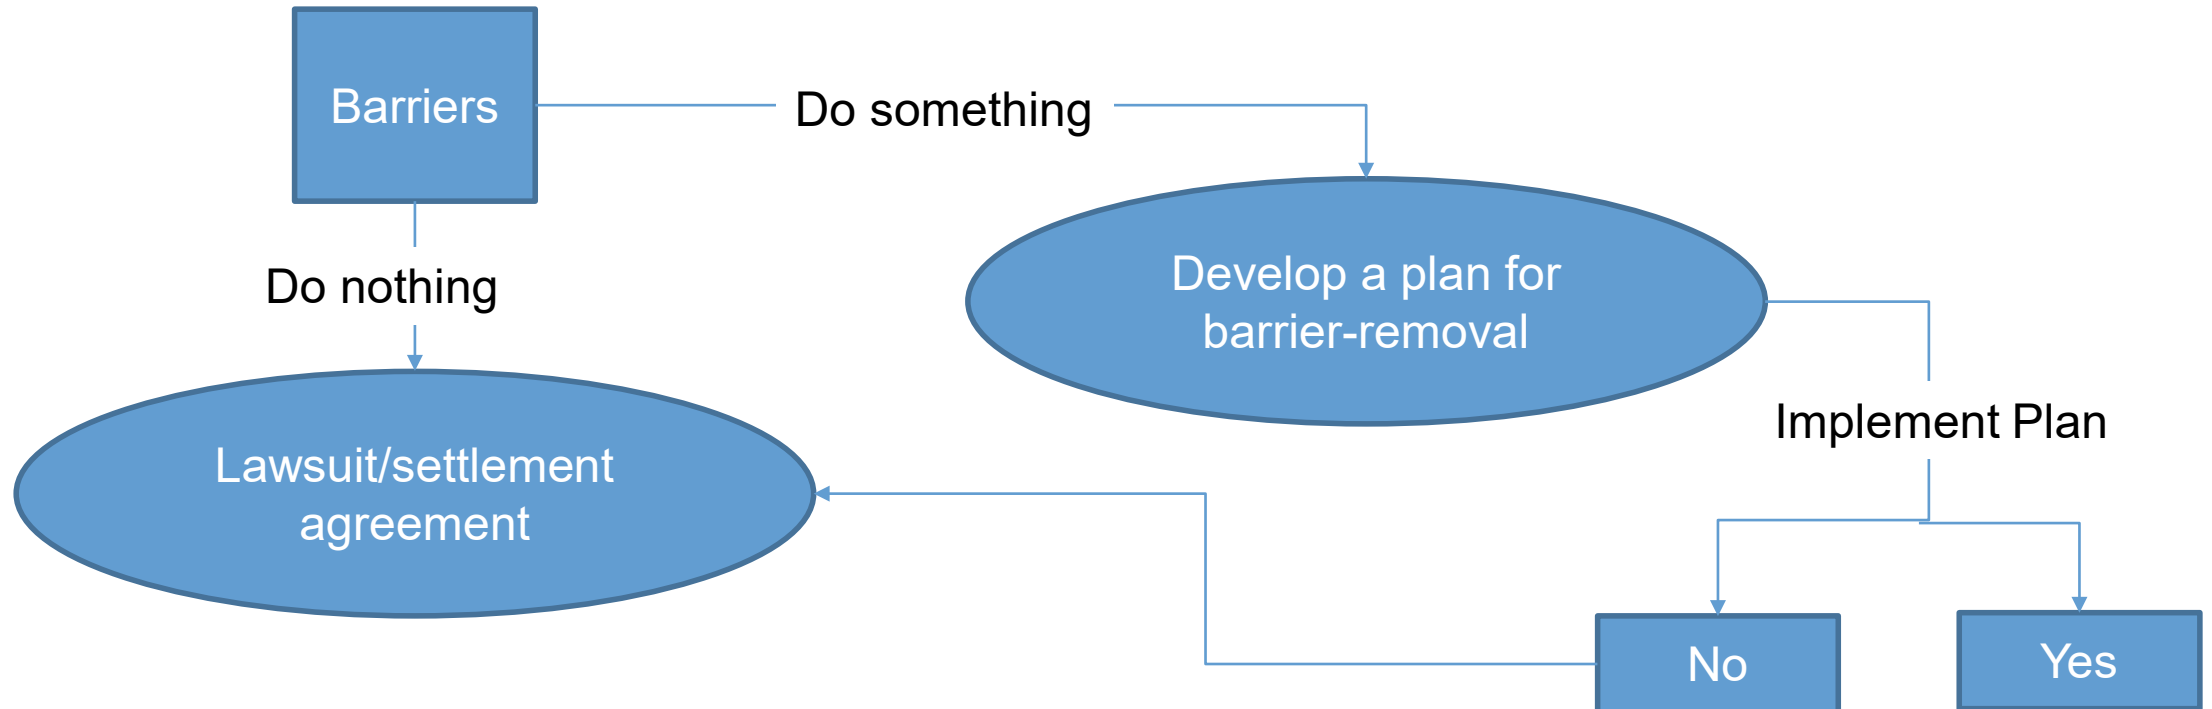 Barriers
Do something
Do nothing
Develop a plan for
barrier-removal
Implement Plan
Lawsuit/settlement
agreement
No
Yes